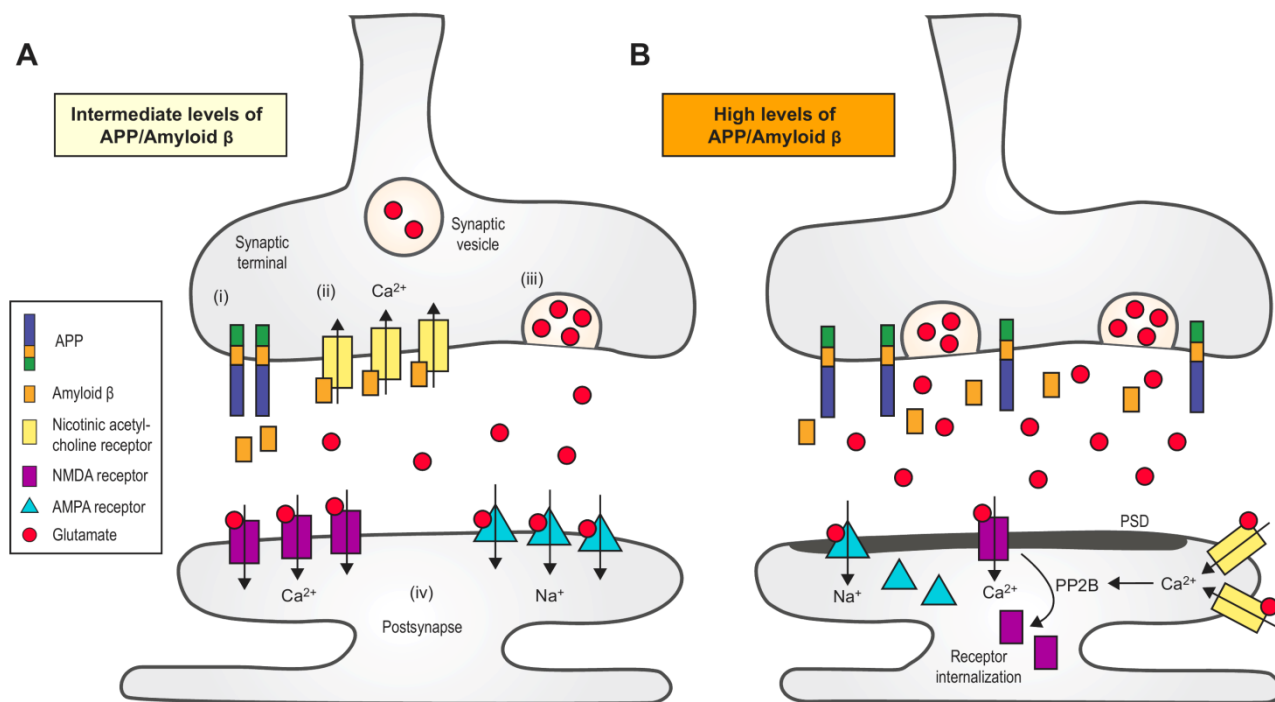 A
Intermediate levels of
APP/Amyloid β
B
High levels of
APP/Amyloid β
Synaptic
terminal
Synaptic
vesicle
(i)
(ii)
Ca²⁺
(iii)
APP
Amyloid β
Nicotinic acetyl-
choline receptor
NMDA receptor
AMPA receptor
Glutamate
Ca²⁺
(iv)
Na⁺
Postsynapse
PSD
Na⁺
Ca²⁺
PP2B
Ca²⁺
Receptor
internalization